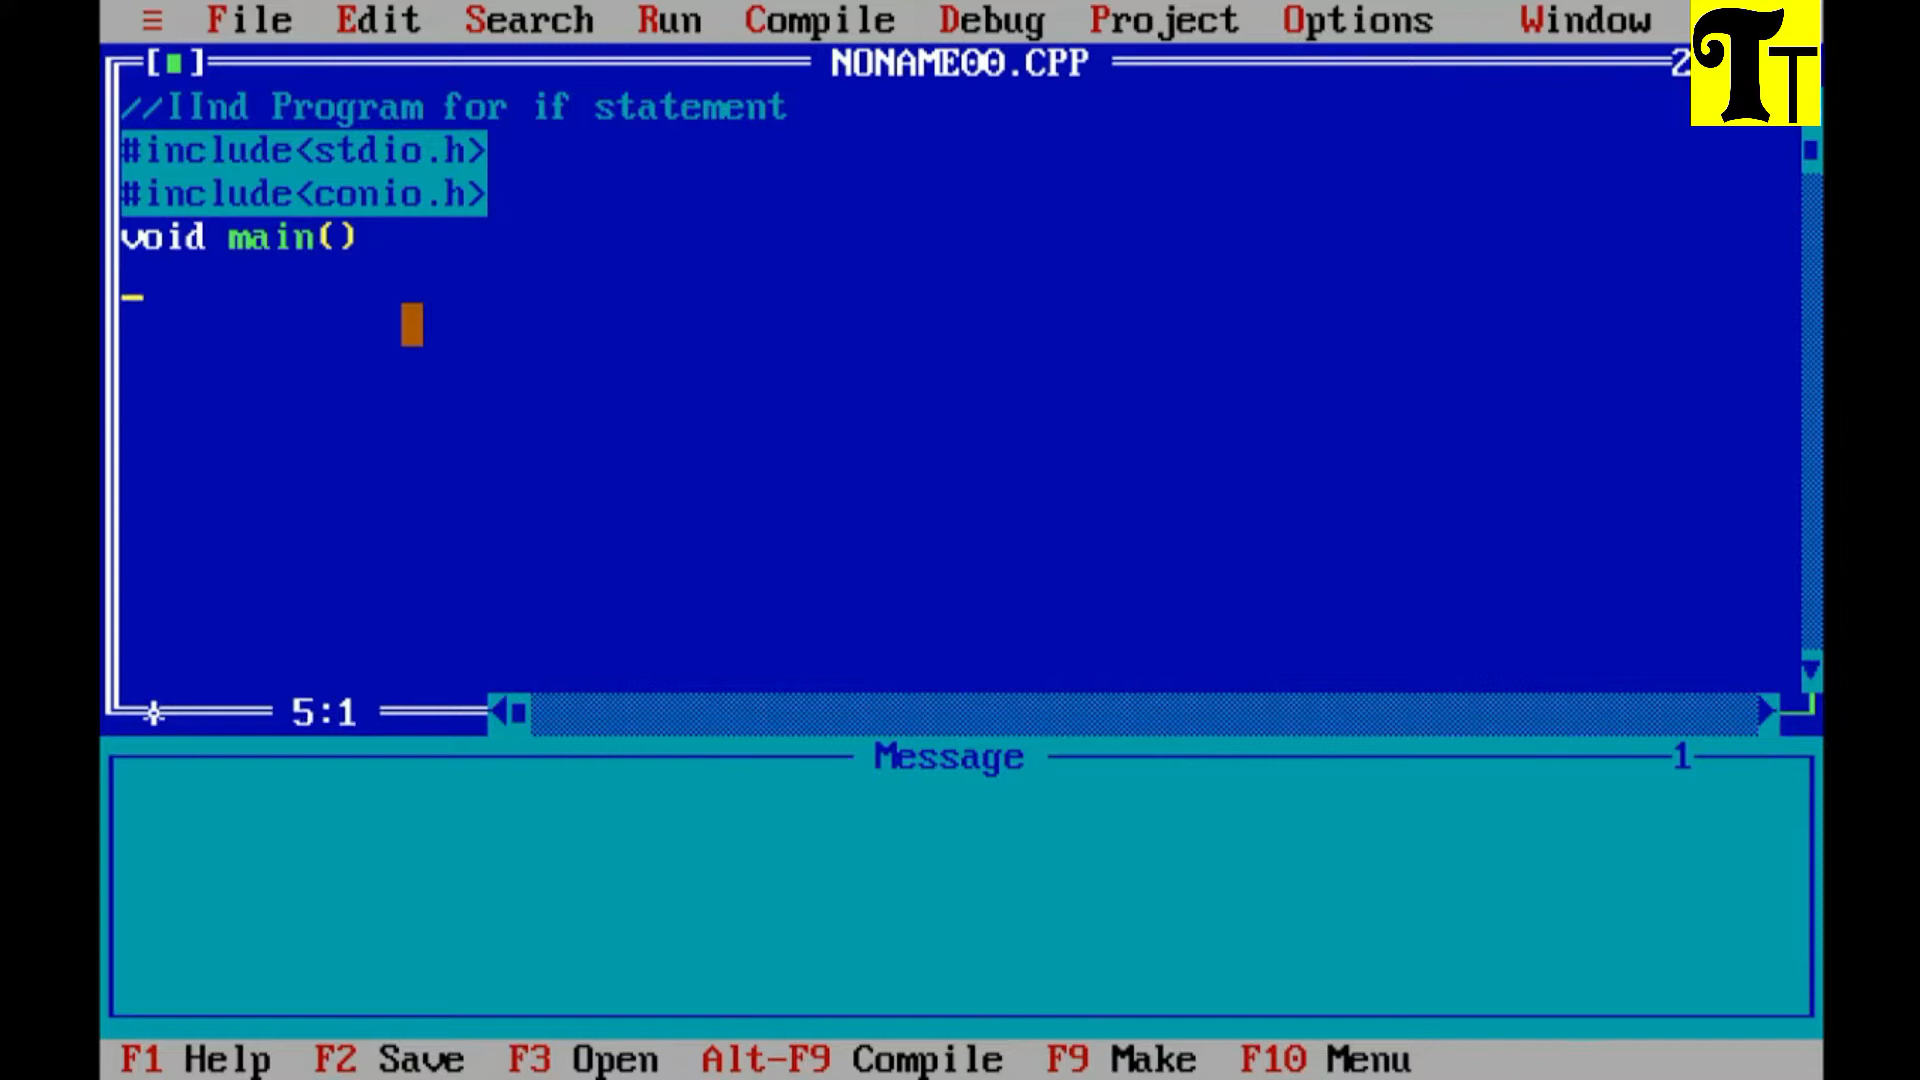 ≡ File Edit Search Run Compile Debug Project Options Window
[■] NONAME00.CPP 2
TT
//IInd Program for if statement
#include<stdio.h>
#include<conio.h>
void main()
5:1
Message 1
F1 Help F2 Save F3 Open Alt-F9 Compile F9 Make F10 Menu